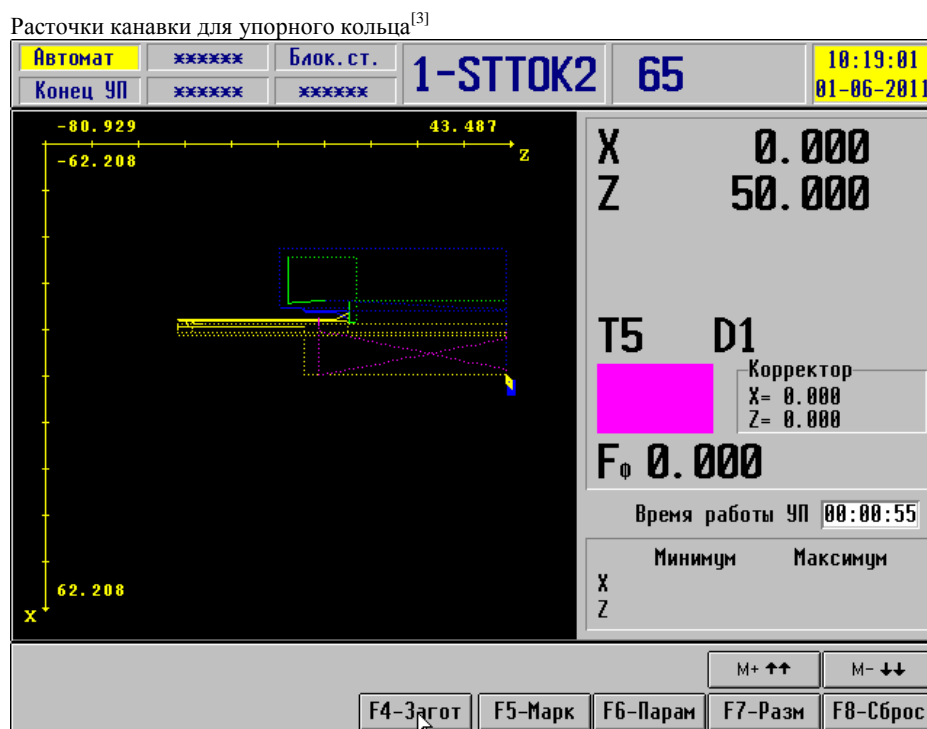 Расточки канавки для упорного кольца[3]
Автомат ****** Блок.ст. 1-STTOK2 65 10:19:01
Конец УП ****** ****** 01-06-2011
-80.929 43.487
-62.208 Z
X 0.000
Z 50.000
T5 D1
Корректор
X= 0.000
Z= 0.000
Fф 0.000
Время работы УП 00:00:55
Минимум Максимум
X
Z
62.208
X
M+ ↑↑ M- ↓↓
F4-Загот F5-Марк F6-Парам F7-Разм F8-Сброс